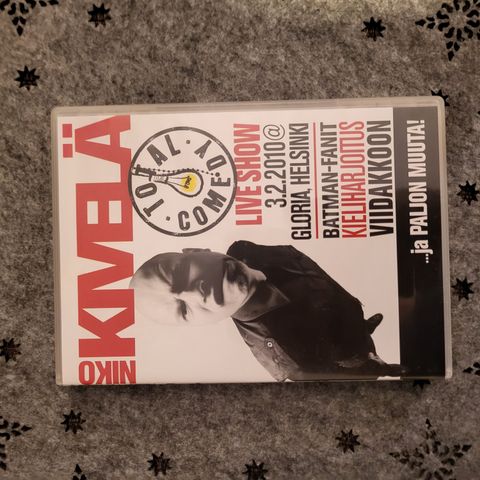 NIKO KIVELÄ
TOTAL COMEDY
LIVE SHOW
3.2.2010@
GLORIA, HELSINKI
BATMAN-FANIT
KIELIHARJOITUS
VIIDAKKOON
...ja PALJON MUUTA!